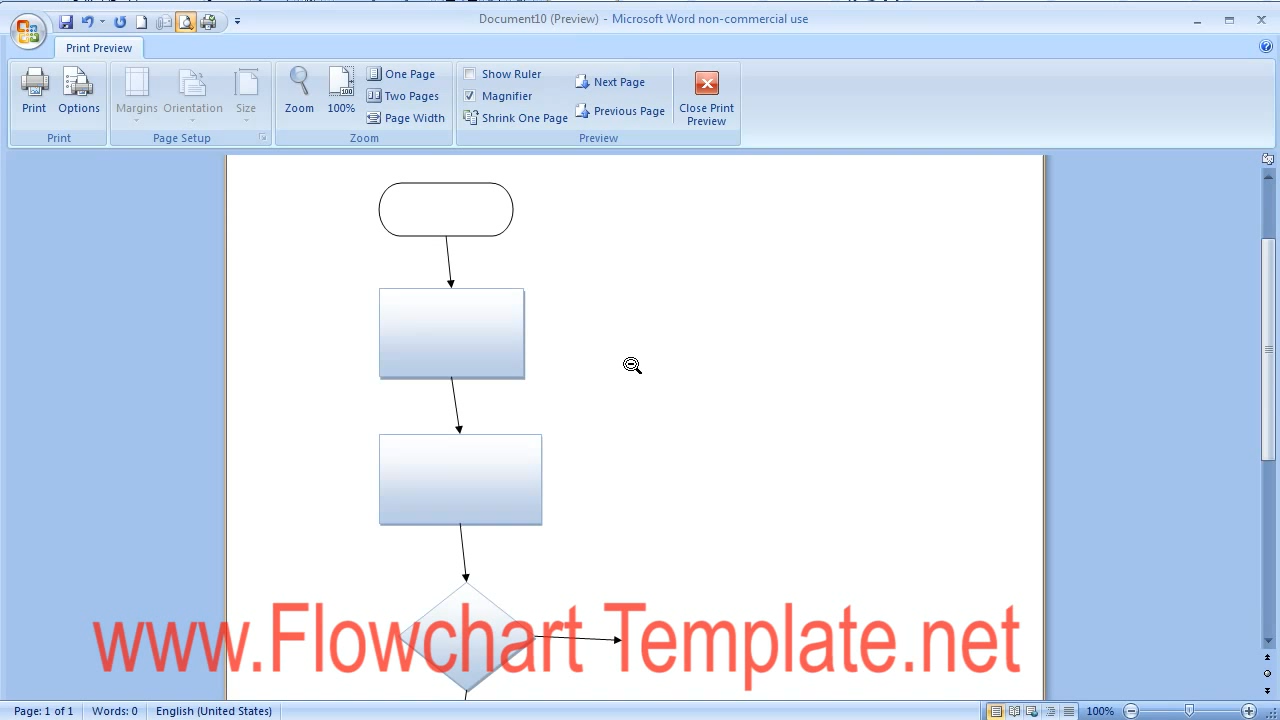 Document10 (Preview) - Microsoft Word non-commercial use
Print Preview
Print
Options
Margins
Orientation
Size
Zoom
100%
One Page
Two Pages
Page Width
Show Ruler
Magnifier
Shrink One Page
Next Page
Previous Page
Close Print
Preview
Print
Page Setup
Zoom
Preview
www.Flowchart Template.net
Page: 1 of 1
Words: 0
English (United States)
100%